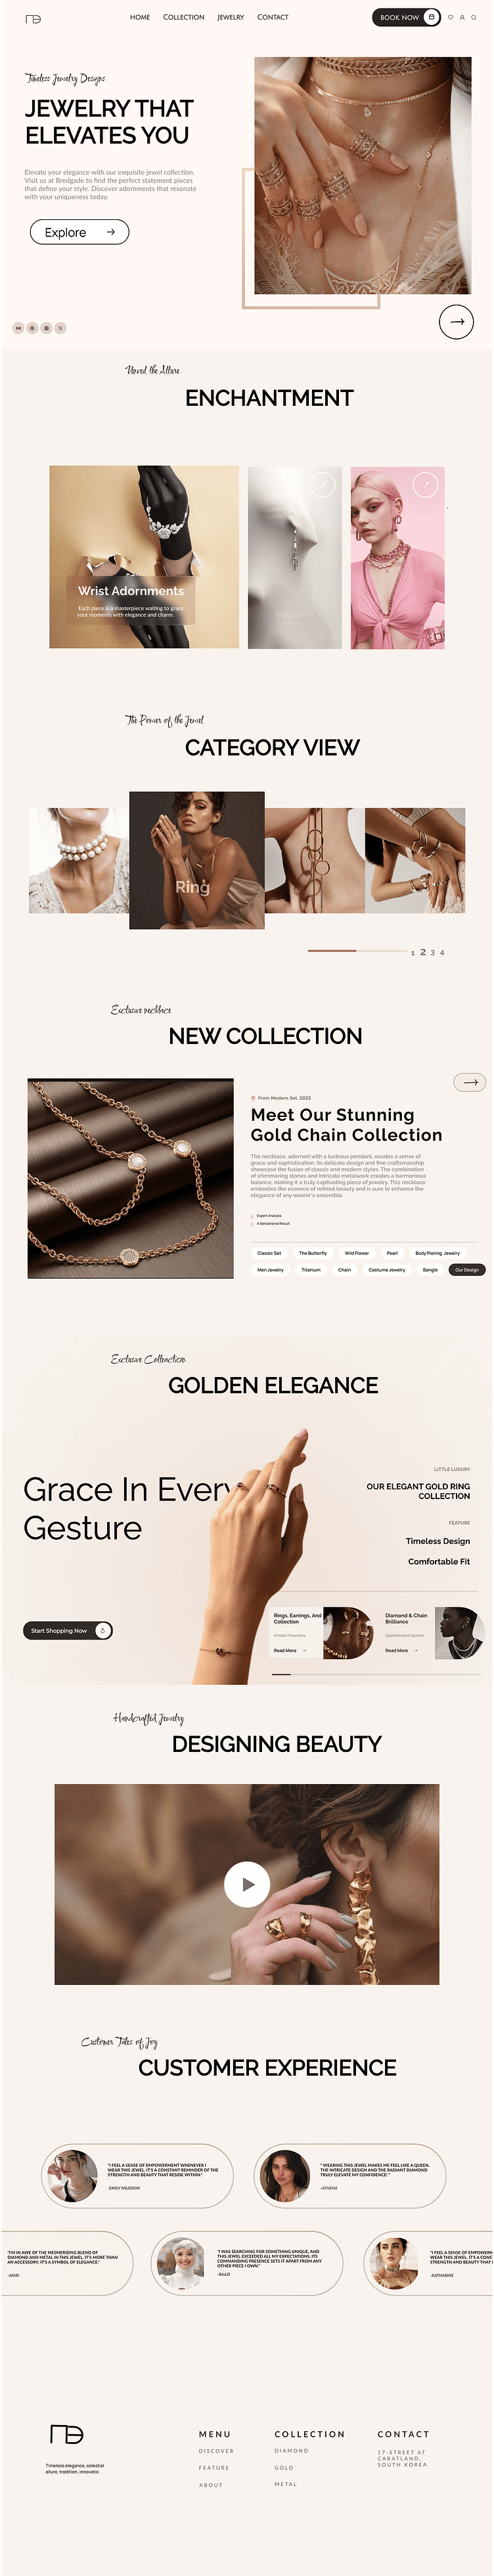 HOME COLLECTION JEWELRY CONTACT
BOOK NOW
Timeless Jewelry Designs
JEWELRY THAT
ELEVATES YOU
Elevate your elegance with our exquisite jewel collection.
Visit us at Bredgade to find the perfect statement pieces
that define your style. Discover adornments that resonate
with your uniqueness today.
Explore
Unveil the Allure
ENCHANTMENT
Wrist Adornments
Each piece is a masterpiece waiting to grace
your moments with elegance and charm.
The Power of the Jewel
CATEGORY VIEW
Ring
1 2 3 4
Exclusive necklace
NEW COLLECTION
From Modern Set. 2023
Meet Our Stunning
Gold Chain Collection
The necklace, adorned with a lustrous pendant, exudes a sense of
grace and sophistication. Its delicate design and fine craftsmanship
showcase the fusion of classic and modern styles. The combination
of shimmering stones and intricate metalwork creates a harmonious
balance, making it a truly captivating piece of jewelry. This necklace
embodies the essence of refined beauty and is sure to enhance the
elegance of any wearer's ensemble.
Expert Analysis
A Sensational Result
Classic Set The Butterfly Wild Flower Pearl Body Piercing Jewelry
Men Jewelry Titanium Chain Costume Jewelry Bangle Our Design
Exclusive Collection
GOLDEN ELEGANCE
Grace In Every
Gesture
LITTLE LUXURY
OUR ELEGANT GOLD RING
COLLECTION
FEATURE
Timeless Design
Comfortable Fit
Start Shopping Now
Rings, Earrings, And
Collection
Artistic Flourishes
Read More
Diamond & Chain
Brilliance
Sophisticated Sparkle
Read More
Handcrafted Jewelry
DESIGNING BEAUTY
Customer Tales of Joy
CUSTOMER EXPERIENCE
"I FEEL A SENSE OF EMPOWERMENT WHENEVER I
WEAR THIS JEWEL. IT'S A CONSTANT REMINDER OF THE
STRENGTH AND BEAUTY THAT RESIDE WITHIN."
-EMILY MEADOW
" WEARING THIS JEWEL MAKES ME FEEL LIKE A QUEEN.
THE INTRICATE DESIGN AND THE RADIANT DIAMOND
TRULY ELEVATE MY CONFIDENCE! "
-ATHENA
"I'M IN AWE OF THE MESMERIZING BLEND OF
DIAMOND AND METAL IN THIS JEWEL. IT'S MORE THAN
AN ACCESSORY; IT'S A SYMBOL OF ELEGANCE."
-AKIRI
"I WAS SEARCHING FOR SOMETHING UNIQUE, AND
THIS JEWEL EXCEEDED ALL MY EXPECTATIONS. ITS
COMMANDING PRESENCE SETS IT APART FROM ANY
OTHER PIECE I OWN."
-RAAZI
"I FEEL A SENSE OF EMPOWERM
WEAR THIS JEWEL. IT'S A CONST
STRENGTH AND BEAUTY THAT
-KATHARINE
Timeless elegance, celestial
allure, tradition, innovatio
MENU
DISCOVER
FEATURE
ABOUT
COLLECTION
DIAMOND
GOLD
METAL
CONTACT
17-STREET AT
CARATLAND,
SOUTH KOREA